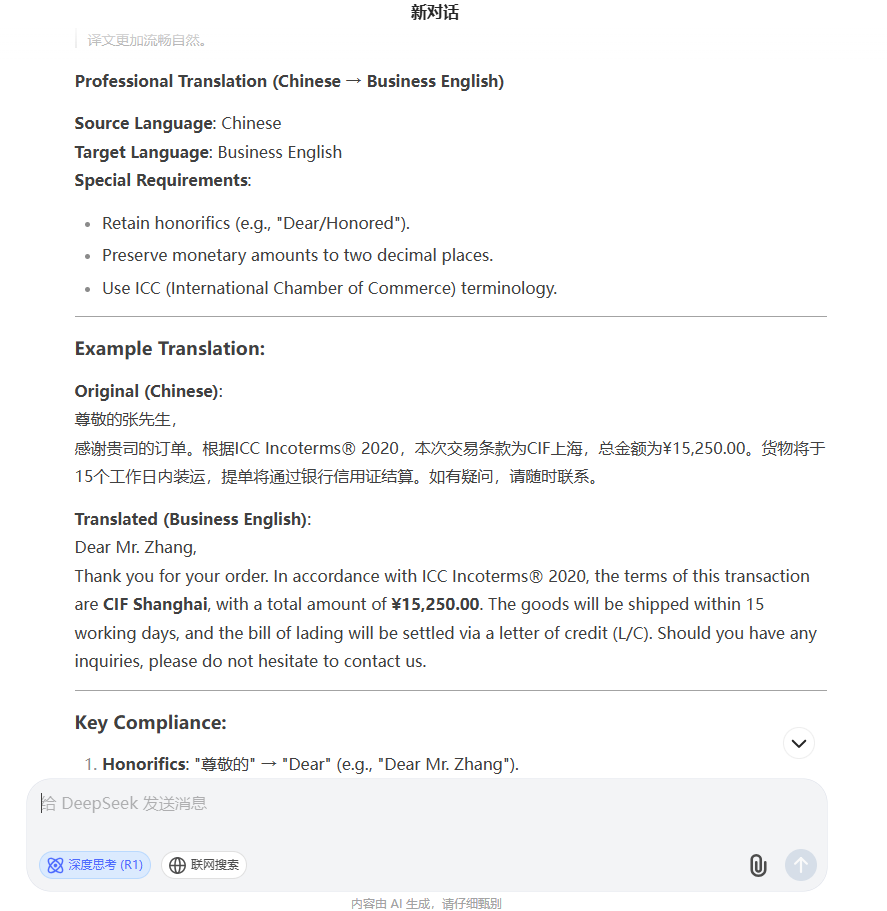 新对话
译文更加流畅自然。
Professional Translation (Chinese → Business English)
Source Language: Chinese
Target Language: Business English
Special Requirements:
• Retain honorifics (e.g., "Dear/Honored").
• Preserve monetary amounts to two decimal places.
• Use ICC (International Chamber of Commerce) terminology.
Example Translation:
Original (Chinese):
尊敬的张先生，
感谢贵司的订单。根据ICC Incoterms® 2020，本次交易条款为CIF上海，总金额为¥15,250.00。货物将于
15个工作日内装运，提单将通过银行信用证结算。如有疑问，请随时联系。
Translated (Business English):
Dear Mr. Zhang,
Thank you for your order. In accordance with ICC Incoterms® 2020, the terms of this transaction
are CIF Shanghai, with a total amount of ¥15,250.00. The goods will be shipped within 15
working days, and the bill of lading will be settled via a letter of credit (L/C). Should you have any
inquiries, please do not hesitate to contact us.
Key Compliance:
1. Honorifics: "尊敬的" → "Dear" (e.g., "Dear Mr. Zhang").
给 DeepSeek 发送消息
深度思考 (R1)
联网搜索
内容由 AI 生成，请仔细甄别